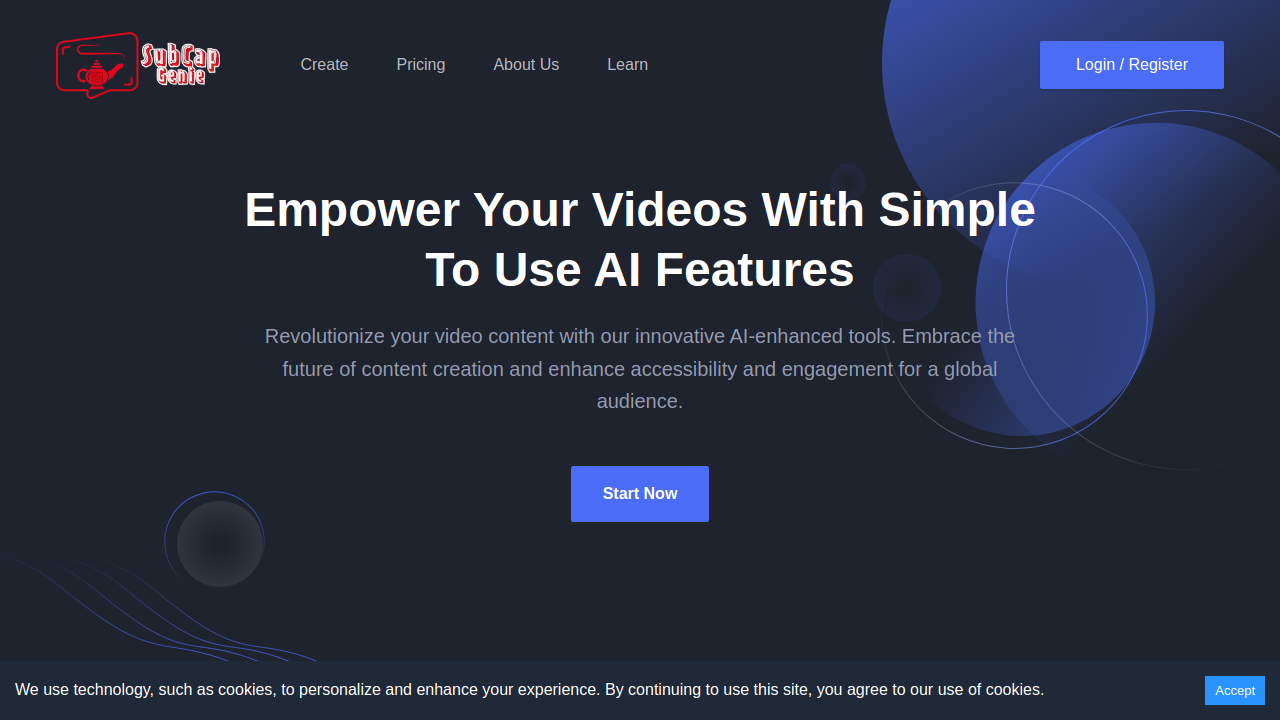 SubCap
Genie
Create
Pricing
About Us
Learn
Login / Register
Empower Your Videos With Simple
To Use AI Features
Revolutionize your video content with our innovative AI-enhanced tools. Embrace the
future of content creation and enhance accessibility and engagement for a global
audience.
Start Now
We use technology, such as cookies, to personalize and enhance your experience. By continuing to use this site, you agree to our use of cookies.
Accept